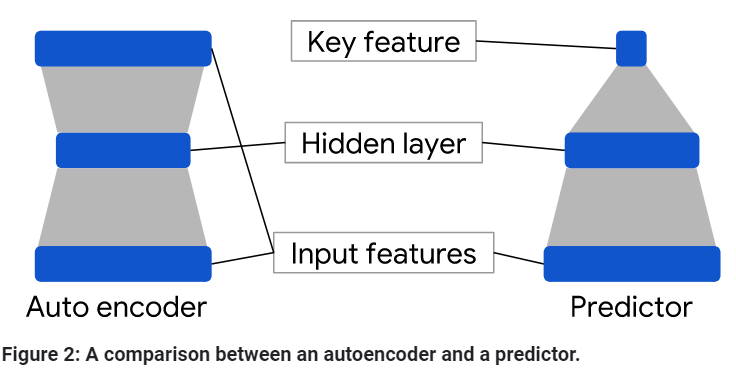 Key feature
Hidden layer
Input features
Auto encoder
Predictor
Figure 2: A comparison between an autoencoder and a predictor.